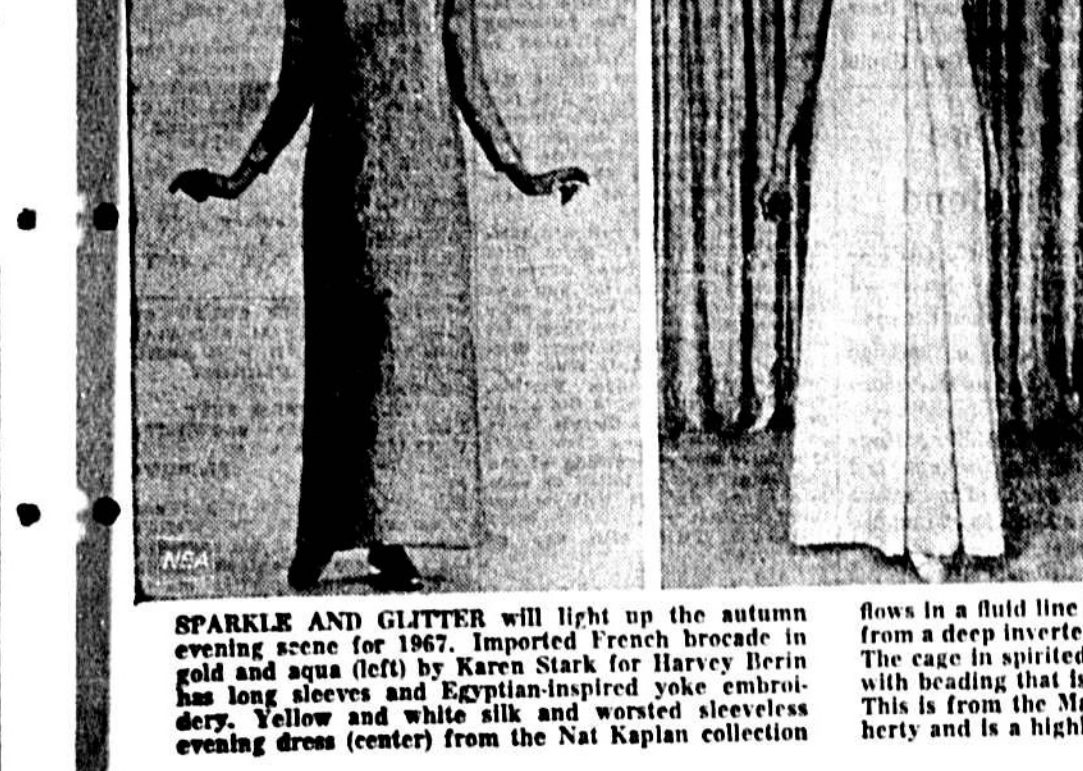 NEA
SPARKLE AND GLITTER will light up the autumn
evening scene for 1967. Imported French brocade in
gold and aqua (left) by Karen Stark for Harvey Berin
has long sleeves and Egyptian-inspired yoke embroi-
dery. Yellow and white silk and worsted sleeveless
evening dress (center) from the Nat Kaplan collection
flows in a fluid line
from a deep inverte
The cage in spirited
with beading that is
This is from the Ma
herty and is a high